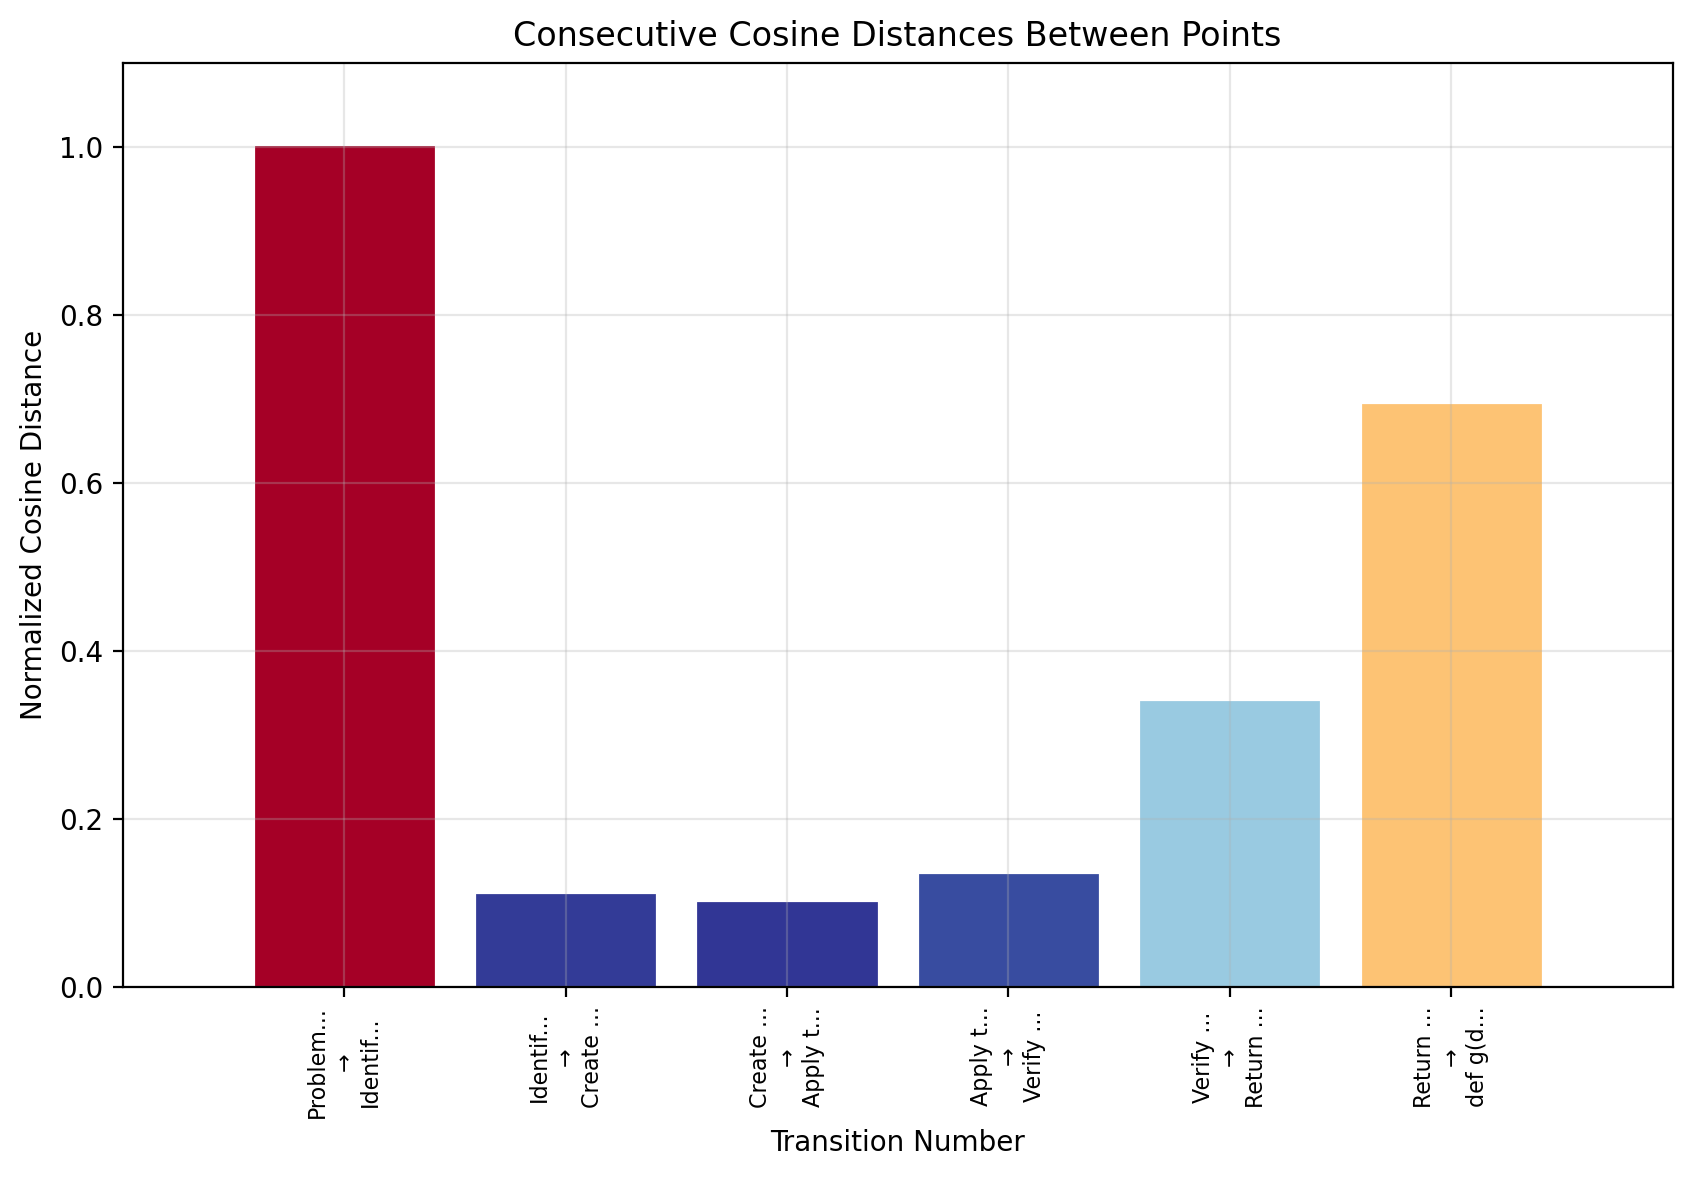 Consecutive Cosine Distances Between Points
Normalized Cosine Distance
1.0
0.8
0.6
0.4
0.2
0.0
Problem...
→
Identif...
Identif...
→
Create ...
Create ...
→
Apply t...
Apply t...
→
Verify ...
Verify ...
→
Return ...
Return ...
→
def g(d...
Transition Number